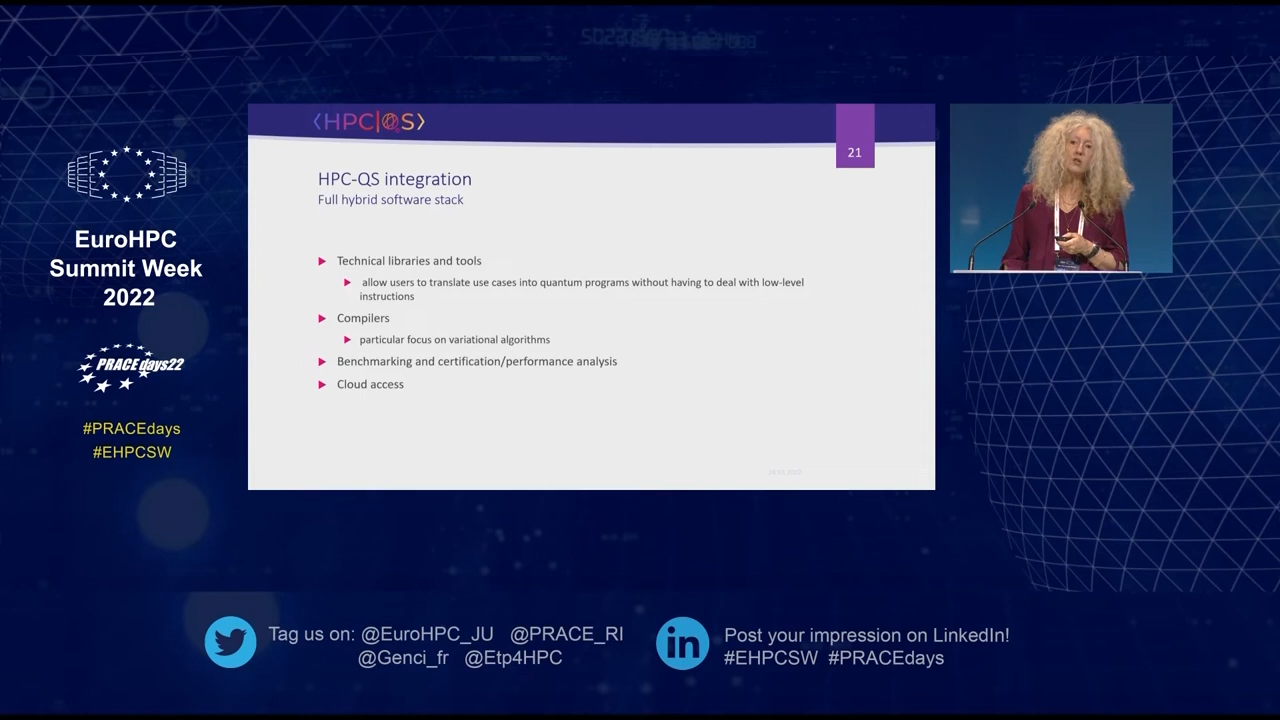 EuroHPC
Summit Week
2022
PRACEdays22
#PRACEdays
#EHPCSW
<HPC|QS>
21
HPC-QS integration
Full hybrid software stack
Technical libraries and tools
allow users to translate use cases into quantum programs without having to deal with low-level
instructions
Compilers
particular focus on variational algorithms
Benchmarking and certification/performance analysis
Cloud access
Tag us on: @EuroHPC_JU @PRACE_RI
@Genci_fr @Etp4HPC
in
Post your impression on LinkedIn!
#EHPCSW #PRACEdays